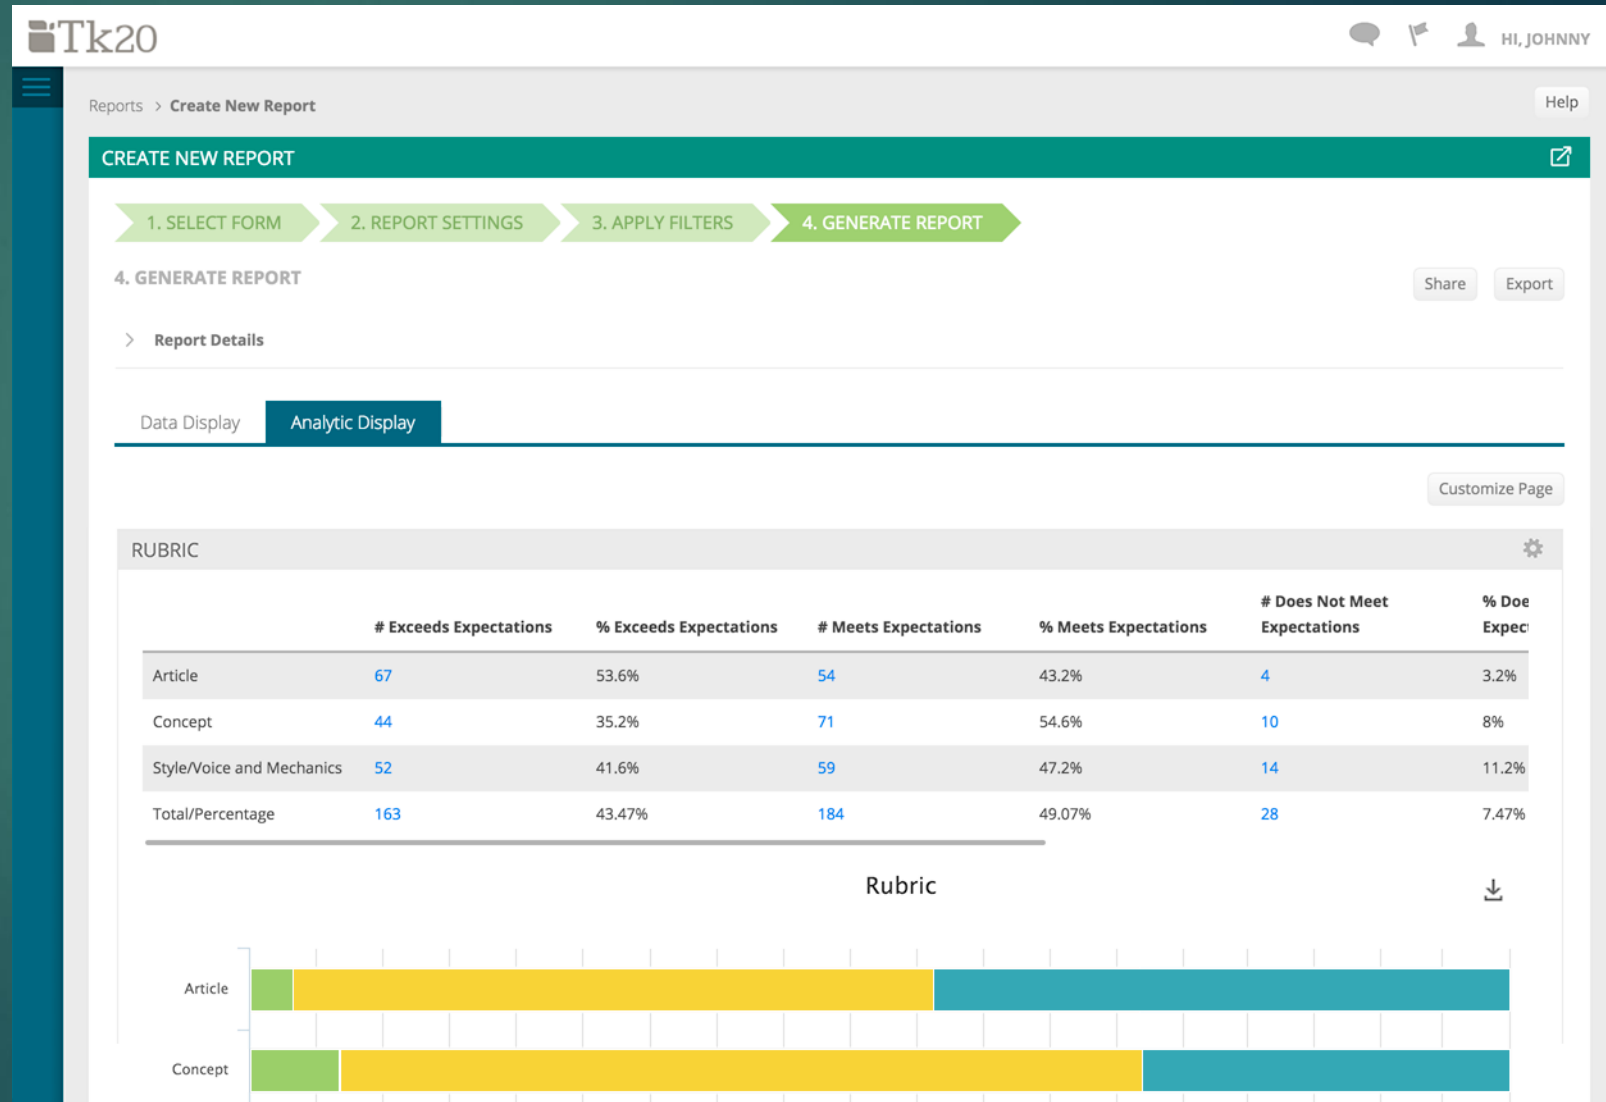 Tk20
HI, JOHNNY
Reports > Create New Report
Help
CREATE NEW REPORT
1. SELECT FORM 2. REPORT SETTINGS 3. APPLY FILTERS 4. GENERATE REPORT
4. GENERATE REPORT
Share Export
Report Details
Data Display Analytic Display
Customize Page
RUBRIC
# Does Not Meet % Doe
# Exceeds Expectations % Exceeds Expectations # Meets Expectations % Meets Expectations Expectations Expec
Article 67 53.6% 54 43.2% 4 3.2%
Concept 44 35.2% 71 54.6% 10 8%
Style/Voice and Mechanics 52 41.6% 59 47.2% 14 11.2%
Total/Percentage 163 43.47% 184 49.07% 28 7.47%
Rubric
Article
Concept